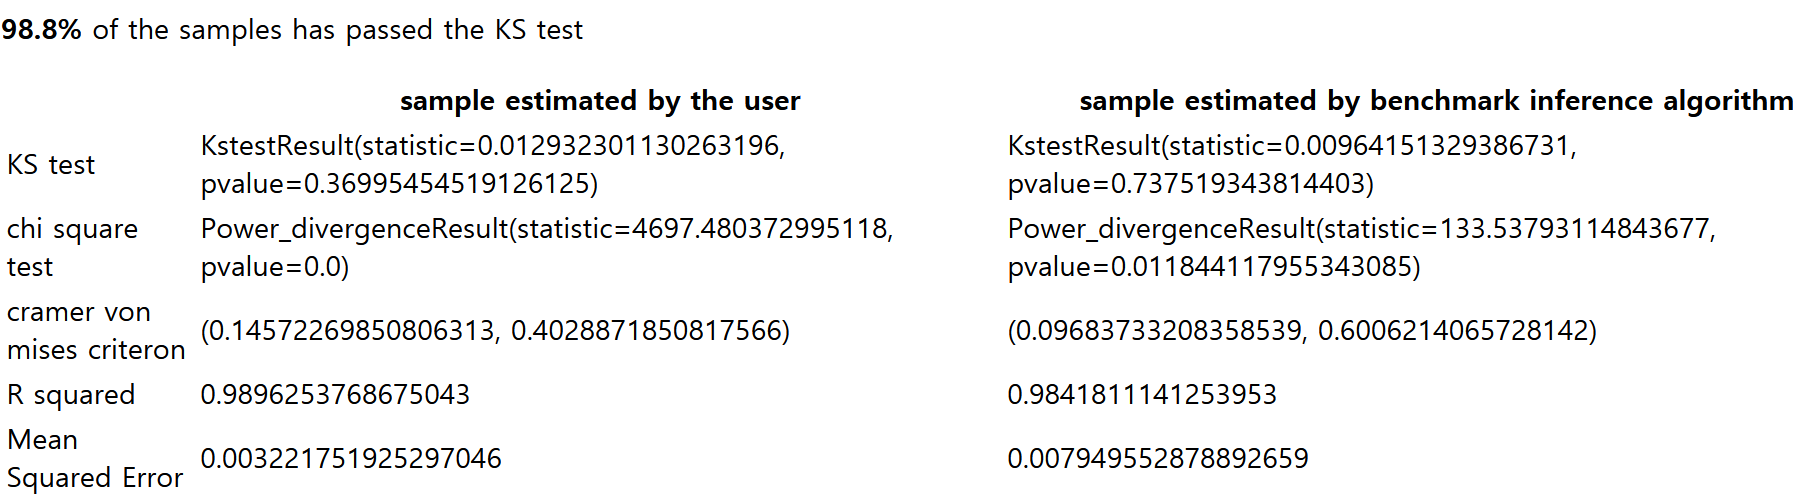 98.8% of the samples has passed the KS test
sample estimated by the user
sample estimated by benchmark inference algorithm
KS test
KstestResult(statistic=0.012932301130263196,
pvalue=0.36995454519126125)
KstestResult(statistic=0.00964151329386731,
pvalue=0.737519343814403)
chi square
test
Power_divergenceResult(statistic=4697.480372995118,
pvalue=0.0)
Power_divergenceResult(statistic=133.53793114843677,
pvalue=0.011844117955343085)
cramer von
mises criteron
(0.14572269850806313, 0.4028871850817566)
(0.09683733208358539, 0.6006214065728142)
R squared
0.9896253768675043
0.9841811141253953
Mean
Squared Error
0.003221751925297046
0.007949552878892659